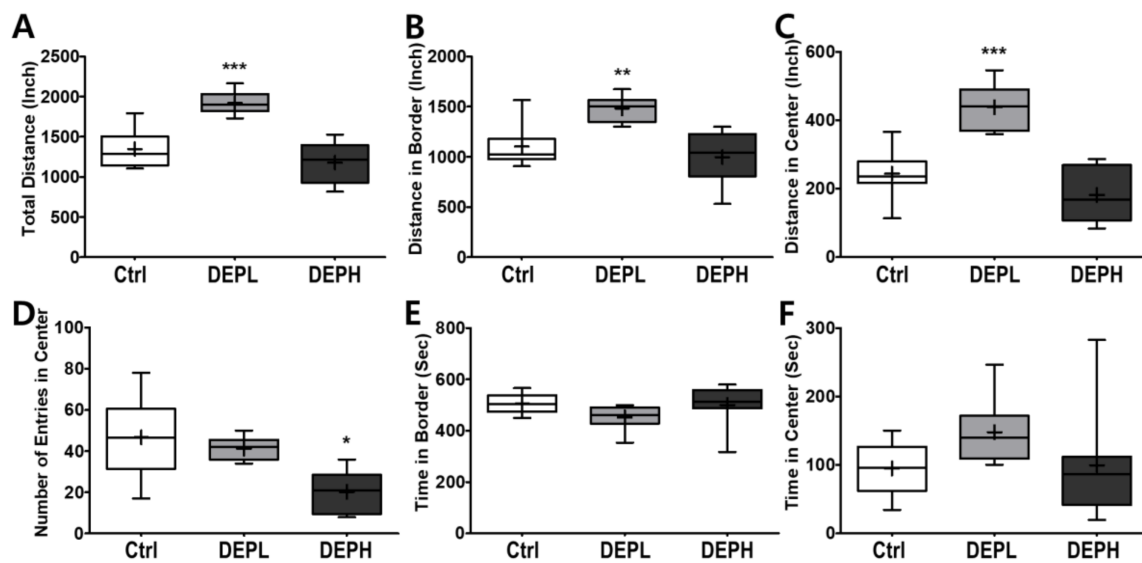 A
Total Distance (Inch)
2500
2000
1500
1000
500
0
***
Ctrl DEPL DEPH
B
Distance in Border (Inch)
2000
1500
1000
500
0
**
Ctrl DEPL DEPH
C
Distance in Center (Inch)
600
400
200
0
***
Ctrl DEPL DEPH
D
Number of Entries in Center
100
80
60
40
20
0
*
Ctrl DEPL DEPH
E
Time in Border (Sec)
800
600
400
200
0
Ctrl DEPL DEPH
F
Time in Center (Sec)
300
200
100
0
Ctrl DEPL DEPH